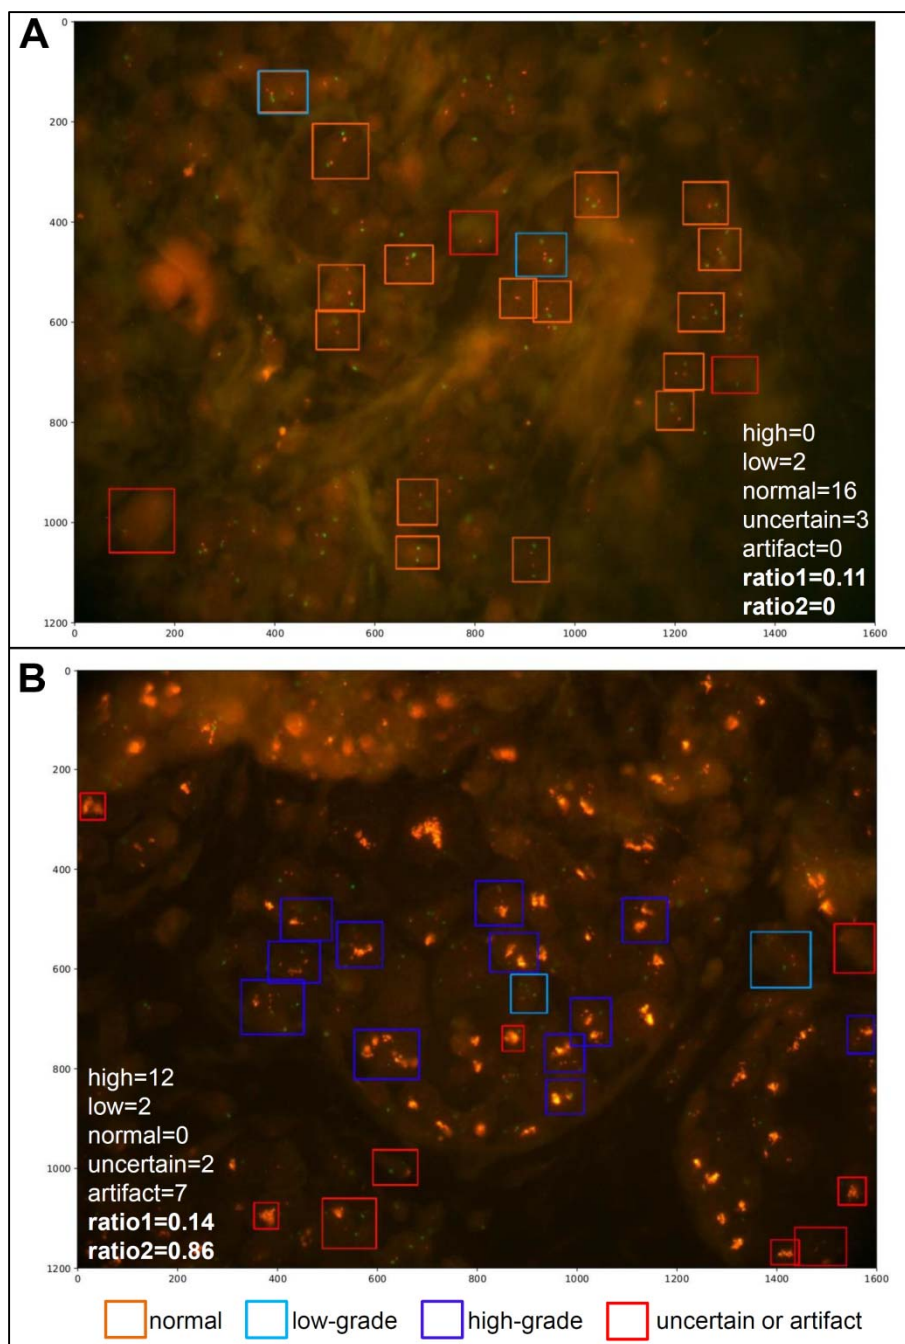 A
0
200
400
600
800
1000
1200
0 200 400 600 800 1000 1200 1400 1600
high=0
low=2
normal=16
uncertain=3
artifact=0
ratio1=0.11
ratio2=0
B
0
200
400
600
800
1000
1200
0 200 400 600 800 1000 1200 1400 1600
high=12
low=2
normal=0
uncertain=2
artifact=7
ratio1=0.14
ratio2=0.86
normal low-grade high-grade uncertain or artifact